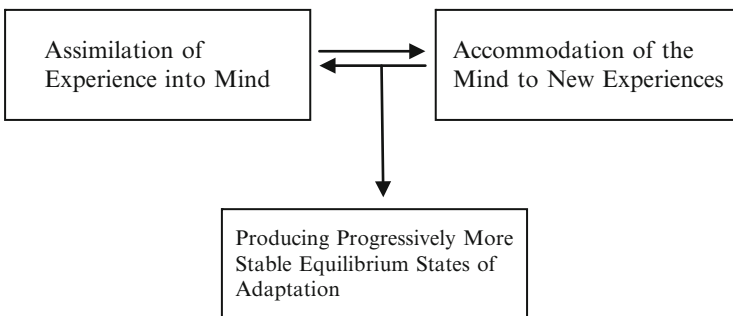 Assimilation of
Experience into Mind
Accommodation of the
Mind to New Experiences
Producing Progressively More
Stable Equilibrium States of
Adaptation